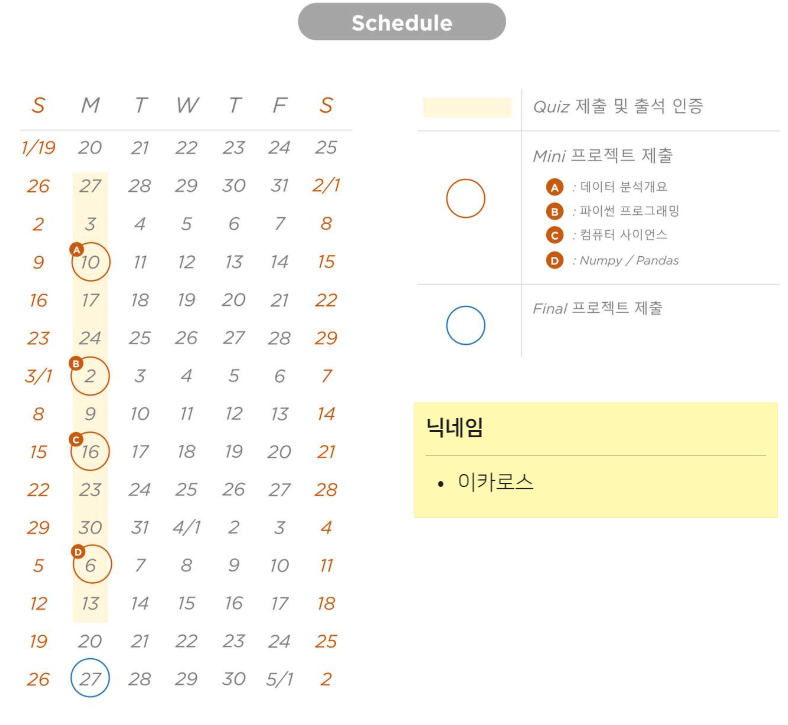 Schedule
S M T W T F S
1/19 20 21 22 23 24 25
26 27 28 29 30 31 2/1
2 3 4 5 6 7 8
9 A 10 11 12 13 14 15
16 17 18 19 20 21 22
23 24 25 26 27 28 29
3/1 B 2 3 4 5 6 7
8 9 10 11 12 13 14
15 C 16 17 18 19 20 21
22 23 24 25 26 27 28
29 30 31 4/1 2 3 4
5 D 6 7 8 9 10 11
12 13 14 15 16 17 18
19 20 21 22 23 24 25
26 27 28 29 30 5/1 2
Quiz 제출 및 출석 인증
Mini 프로젝트 제출
A : 데이터 분석개요
B : 파이썬 프로그래밍
C : 컴퓨터 사이언스
D : Numpy / Pandas
Final 프로젝트 제출
닉네임
• 이카로스